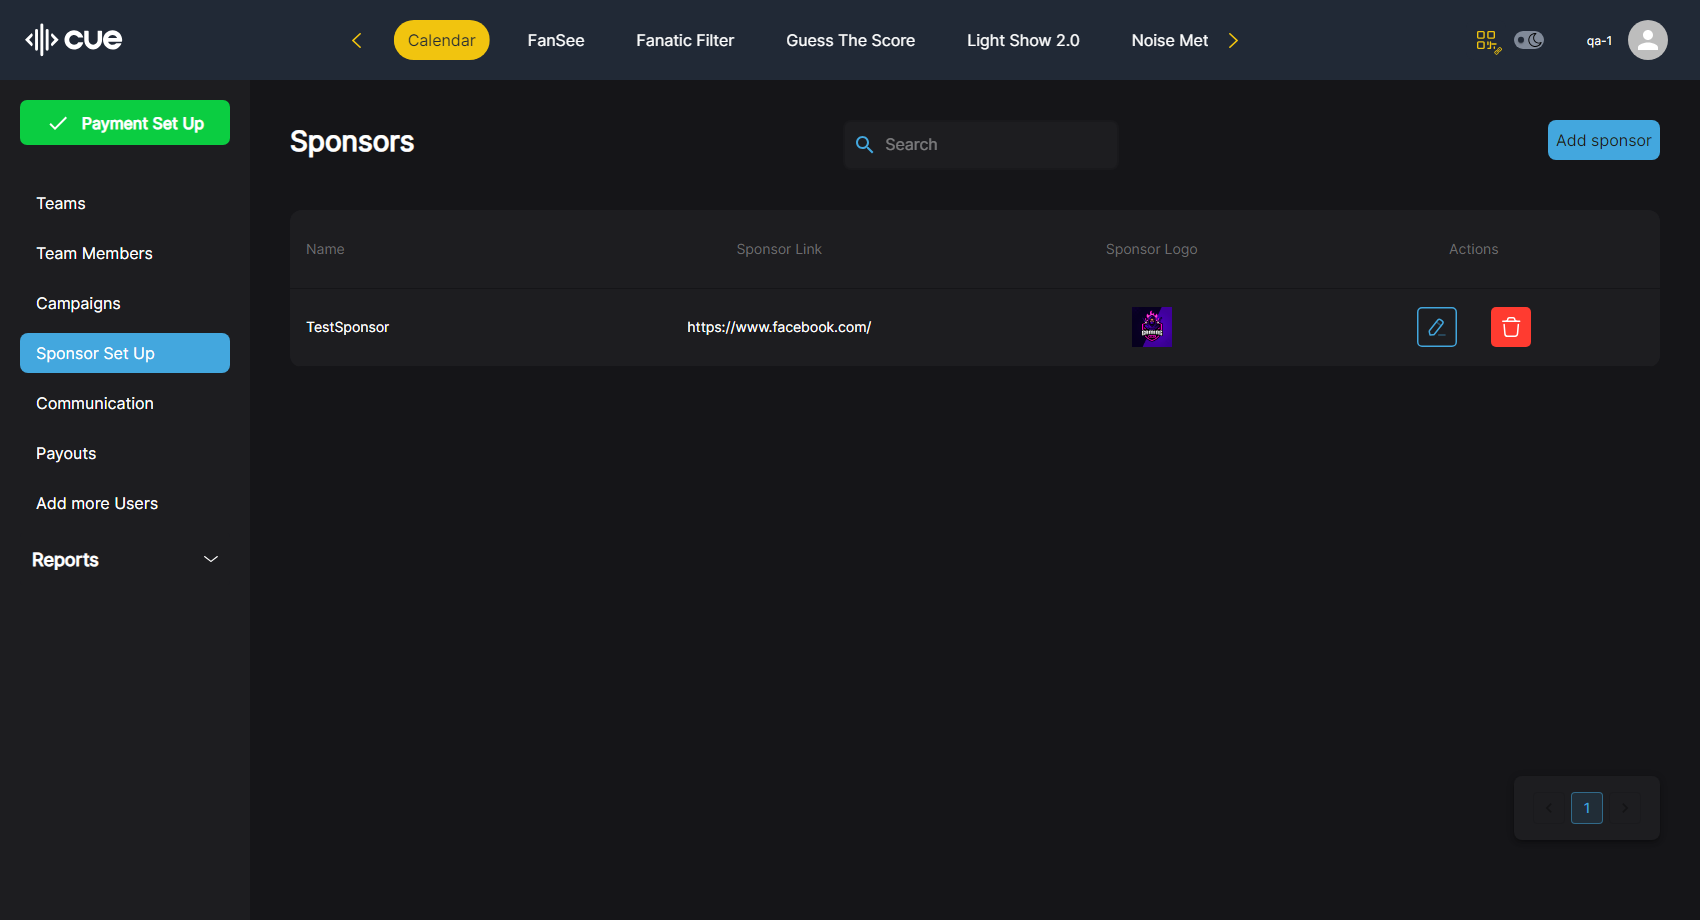 cue
Calendar
FanSee
Fanatic Filter
Guess The Score
Light Show 2.0
Noise Met
qa-1
Payment Set Up
Teams
Team Members
Campaigns
Sponsor Set Up
Communication
Payouts
Add more Users
Reports
Sponsors
Search
Add sponsor
Name
Sponsor Link
Sponsor Logo
Actions
TestSponsor
https://www.facebook.com/
GAMING
1